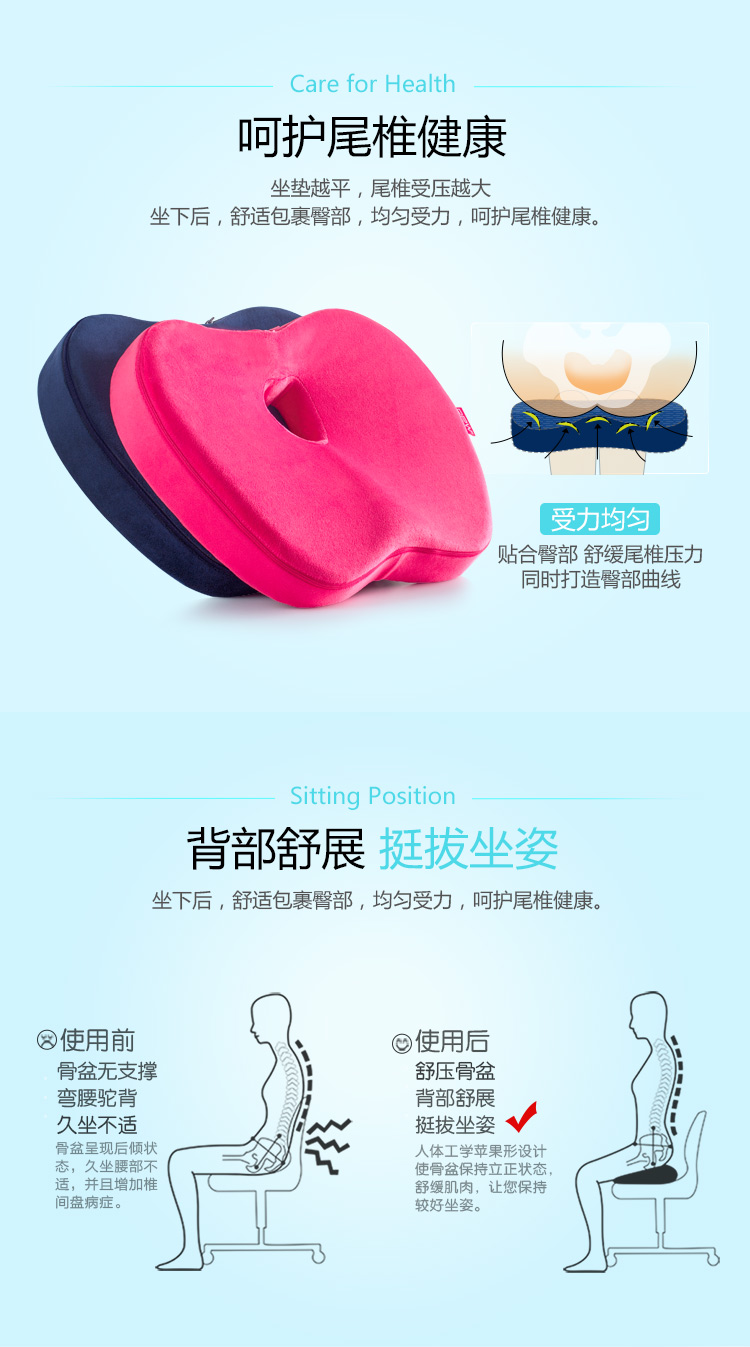 Care for Health
呵护尾椎健康
坐垫越平，尾椎受压越大
坐下后，舒适包裹臀部，均匀受力，呵护尾椎健康。
受力均匀
贴合臀部 舒缓尾椎压力
同时打造臀部曲线
Sitting Position
背部舒展 挺拔坐姿
坐下后，舒适包裹臀部，均匀受力，呵护尾椎健康。
使用前
骨盆无支撑
弯腰驼背
久坐不适
骨盆呈现后倾状
态，久坐腰部不
适，并且增加椎
间盘病症。
使用后
舒压骨盆
背部舒展
挺拔坐姿
人体工学苹果形设计
使骨盆保持立正状态，
舒缓肌肉，让您保持
较好坐姿。